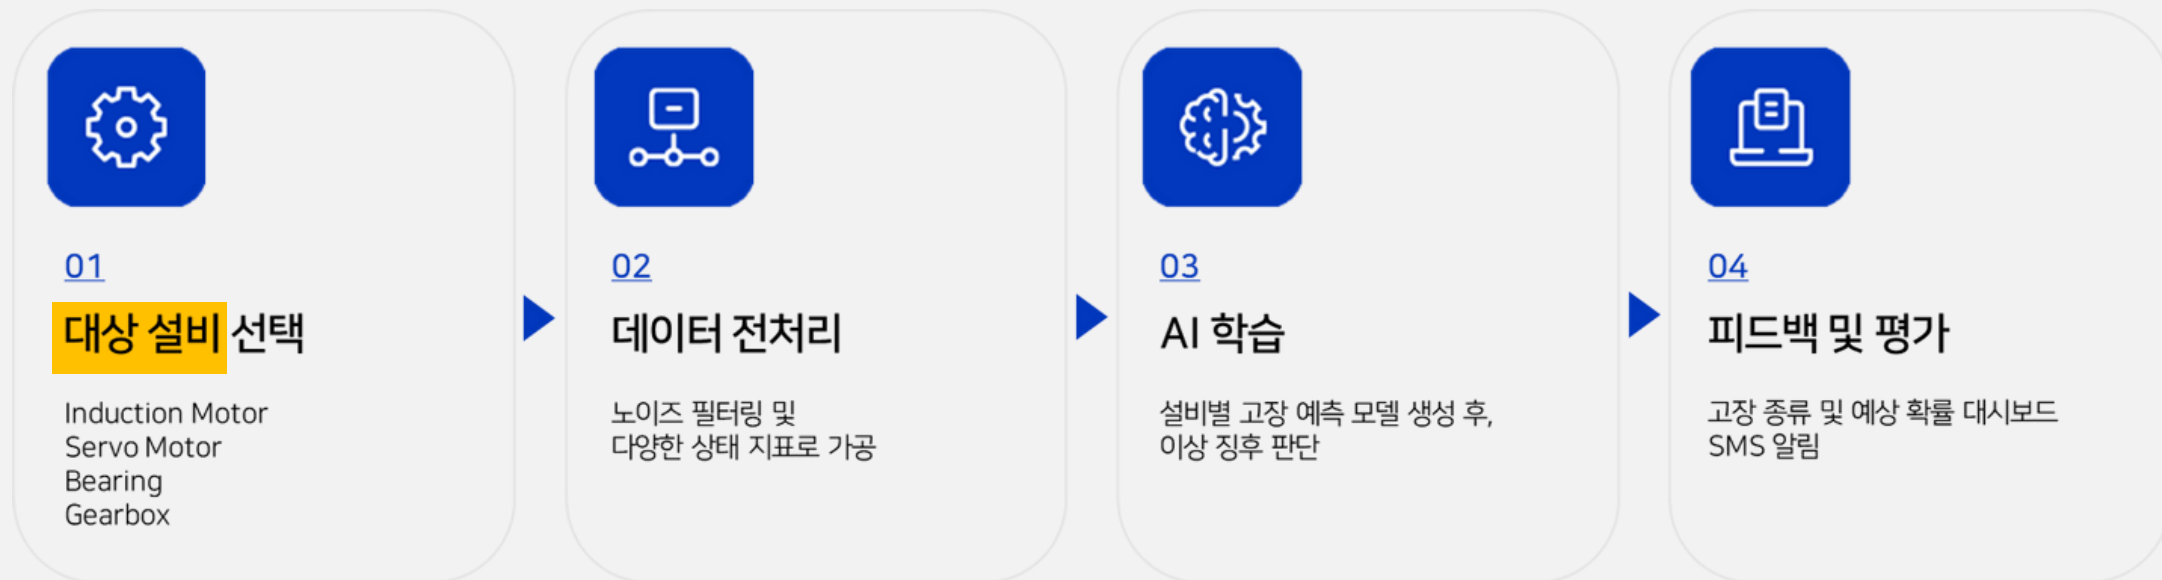 01
대상 설비 선택
Induction Motor
Servo Motor
Bearing
Gearbox
02
데이터 전처리
노이즈 필터링 및
다양한 상태 지표로 가공
03
AI 학습
설비별 고장 예측 모델 생성 후,
이상 징후 판단
04
피드백 및 평가
고장 종류 및 예상 확률 대시보드
SMS 알림